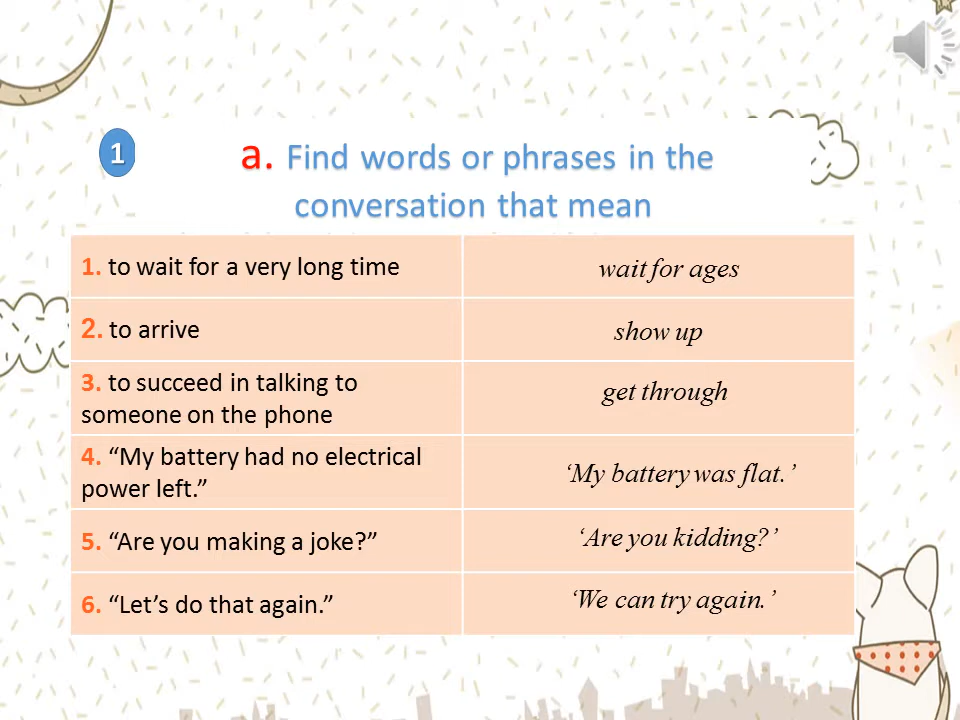 1
a. Find words or phrases in the
conversation that mean
1. to wait for a very long time
wait for ages
2. to arrive
show up
3. to succeed in talking to
someone on the phone
get through
4. “My battery had no electrical
power left.”
‘My battery was flat.’
5. “Are you making a joke?”
‘Are you kidding?’
6. “Let’s do that again.”
‘We can try again.’